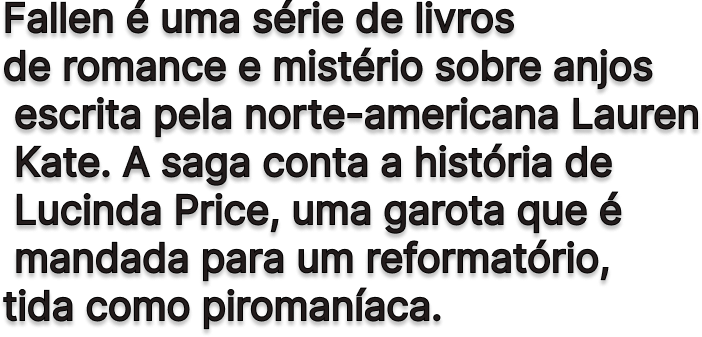 Fallen é uma série de livros
de romance e mistério sobre anjos
escrita pela norte-americana Lauren
Kate. A saga conta a história de
Lucinda Price, uma garota que é
mandada para um reformatório,
tida como piromaníaca.